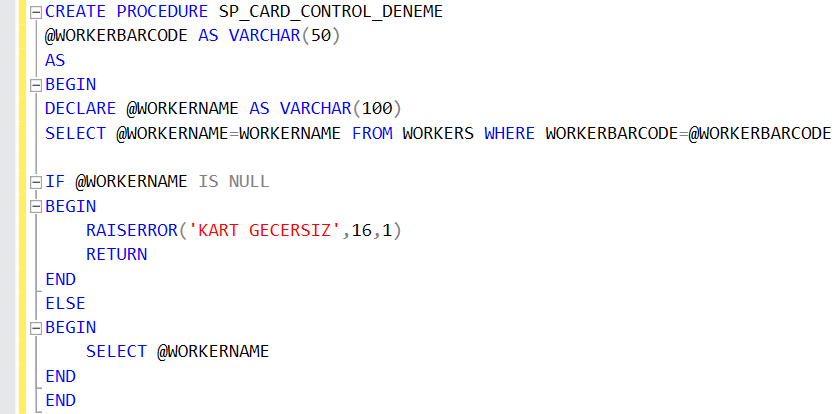 CREATE PROCEDURE SP_CARD_CONTROL_DENEME
@WORKERBARCODE AS VARCHAR(50)
AS
BEGIN
DECLARE @WORKERNAME AS VARCHAR(100)
SELECT @WORKERNAME=WORKERNAME FROM WORKERS WHERE WORKERBARCODE=@WORKERBARCODE
IF @WORKERNAME IS NULL
BEGIN
RAISERROR('KART GECERSIZ',16,1)
RETURN
END
ELSE
BEGIN
SELECT @WORKERNAME
END
END